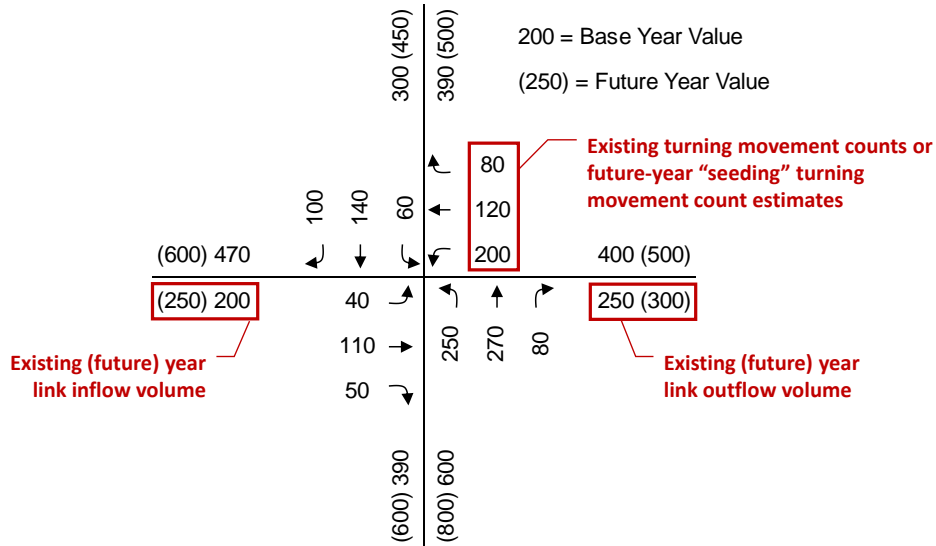 300 (450)
390 (500)
200 = Base Year Value
(250) = Future Year Value
Existing turning movement counts or
future-year “seeding” turning
movement count estimates
80
120
200
100
140
60
(600) 470
400 (500)
(250) 200
250 (300)
40
110
50
250
270
80
Existing (future) year
link inflow volume
Existing (future) year
link outflow volume
(600) 390
(800) 600